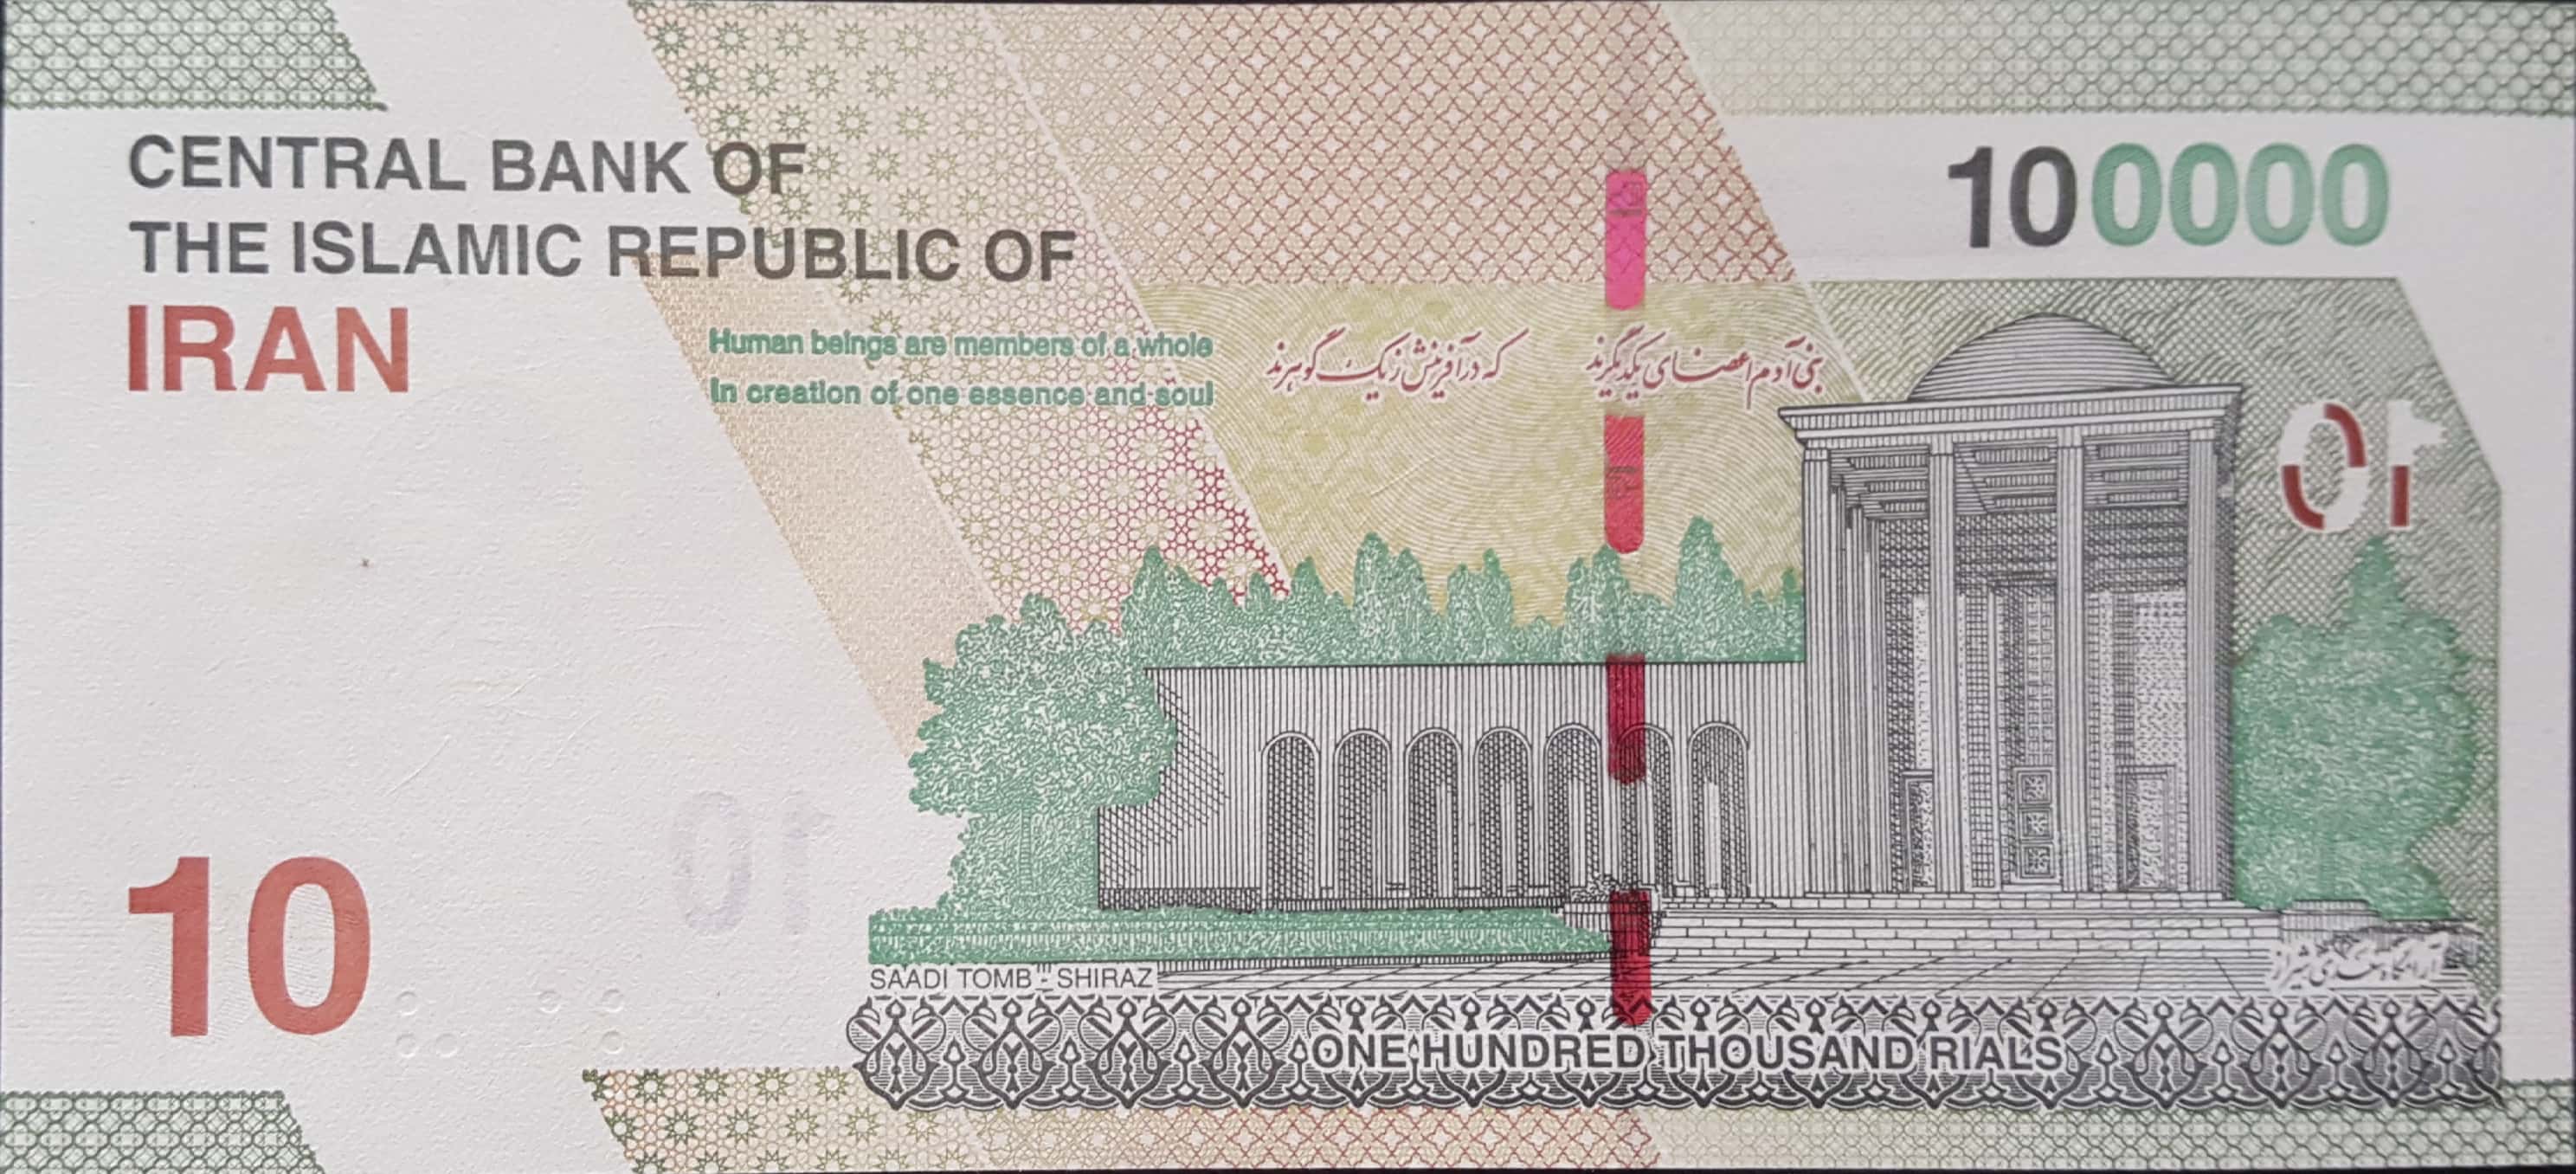 CENTRAL BANK OF
THE ISLAMIC REPUBLIC OF
IRAN
100000
Human beings are members of a whole
In creation of one essence and soul
بنی‌آدم اعضای یکدیگرند که در آفرینش ز یک گوهرند
10
10
SAADI TOMB - SHIRAZ
آرامگاه سعدی شیراز
ONE HUNDRED THOUSAND RIALS